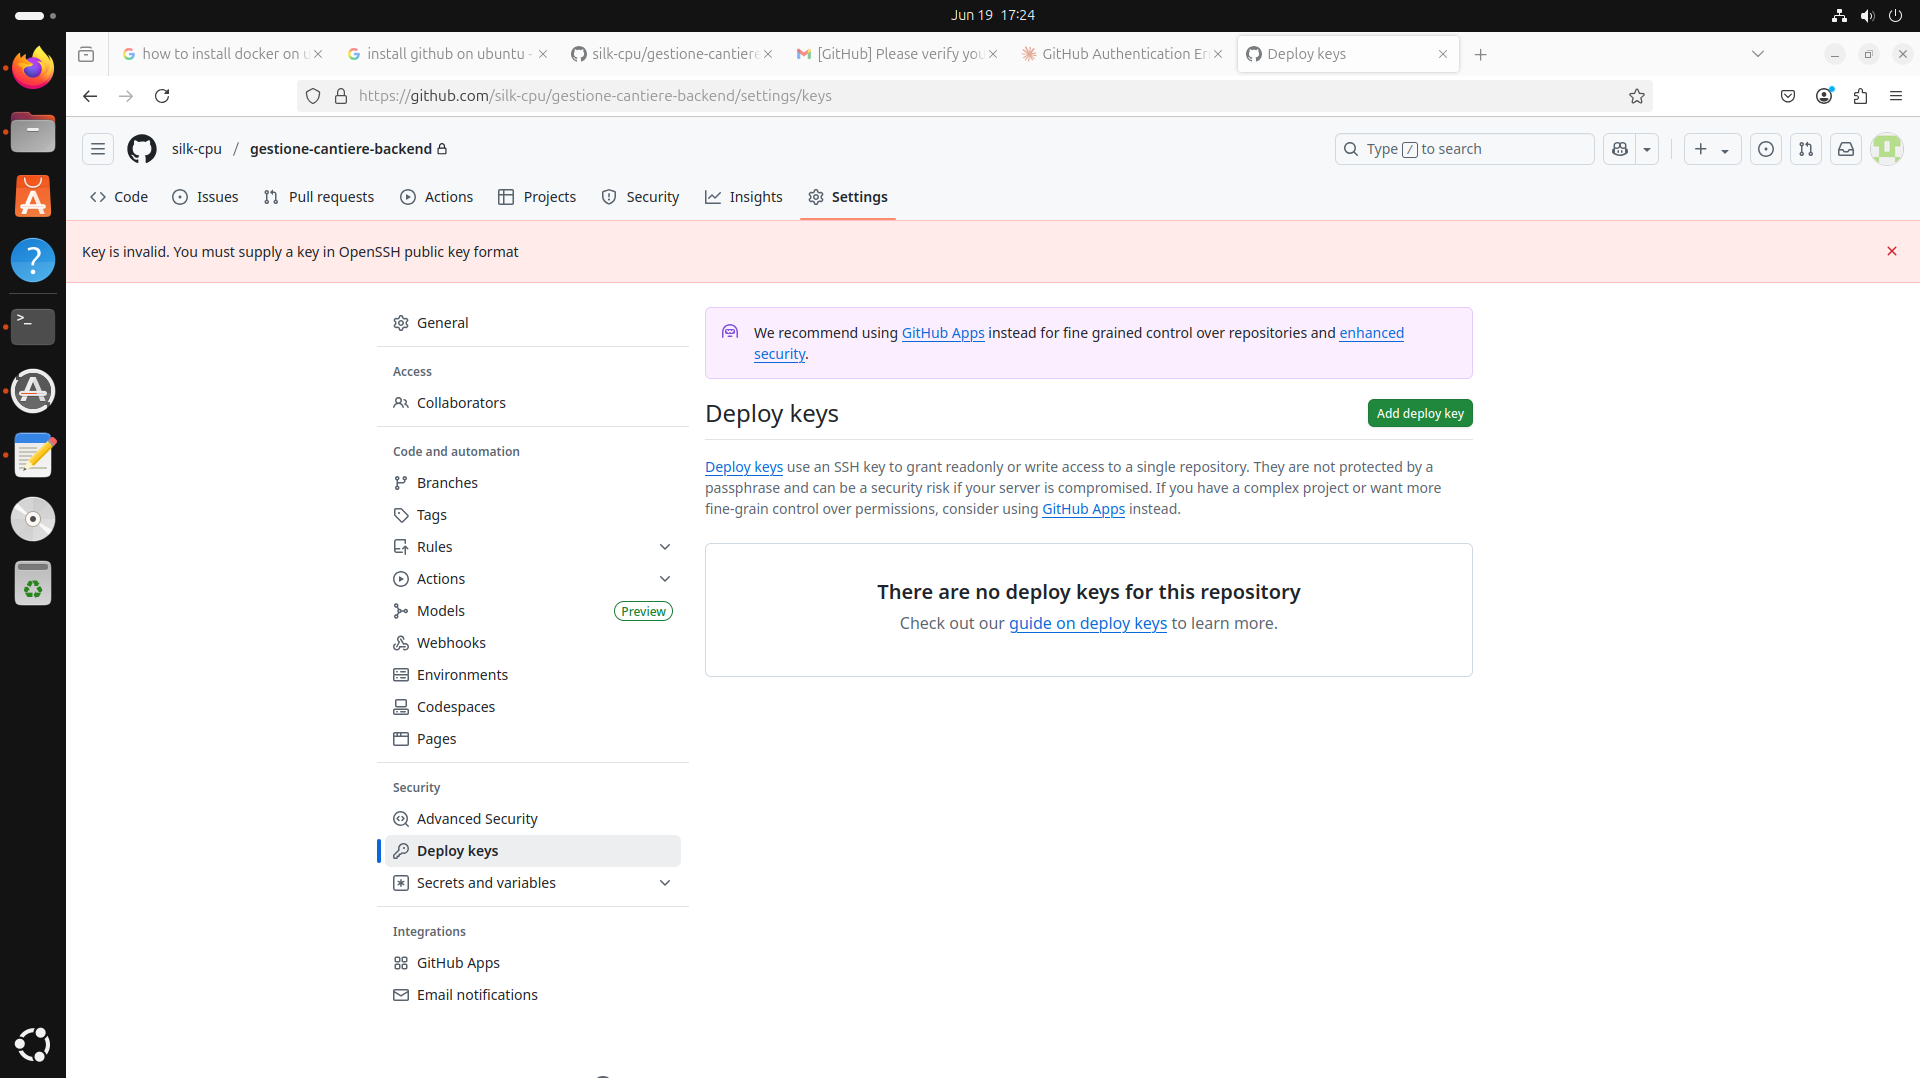 Jun 19 17:24
how to install docker on u
install github on ubuntu -
silk-cpu/gestione-cantiere
[GitHub] Please verify you
GitHub Authentication Er
Deploy keys
https://github.com/silk-cpu/gestione-cantiere-backend/settings/keys
silk-cpu / gestione-cantiere-backend
Type / to search
Code
Issues
Pull requests
Actions
Projects
Security
Insights
Settings
Key is invalid. You must supply a key in OpenSSH public key format
General
Access
Collaborators
Code and automation
Branches
Tags
Rules
Actions
Models
Preview
Webhooks
Environments
Codespaces
Pages
Security
Advanced Security
Deploy keys
Secrets and variables
Integrations
GitHub Apps
Email notifications
We recommend using GitHub Apps instead for fine grained control over repositories and enhanced
security.
Deploy keys
Add deploy key
Deploy keys use an SSH key to grant readonly or write access to a single repository. They are not protected by a
passphrase and can be a security risk if your server is compromised. If you have a complex project or want more
fine-grain control over permissions, consider using GitHub Apps instead.
There are no deploy keys for this repository
Check out our guide on deploy keys to learn more.